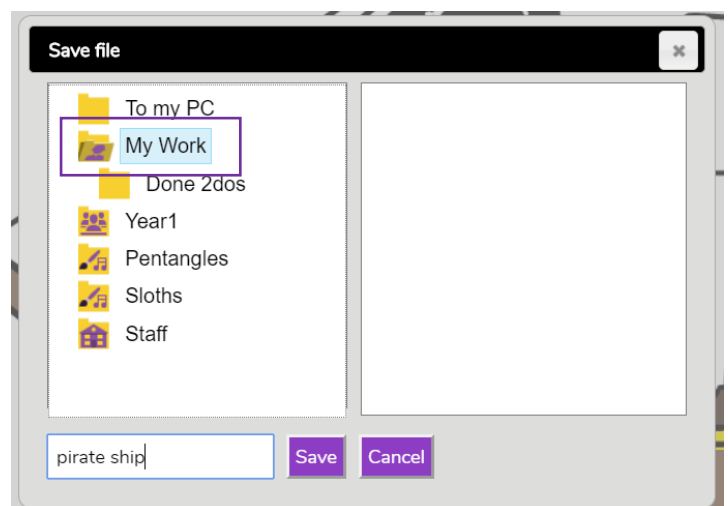 Save file
To my PC
My Work
Done 2dos
Year1
Pentangles
Sloths
Staff
pirate ship
Save
Cancel